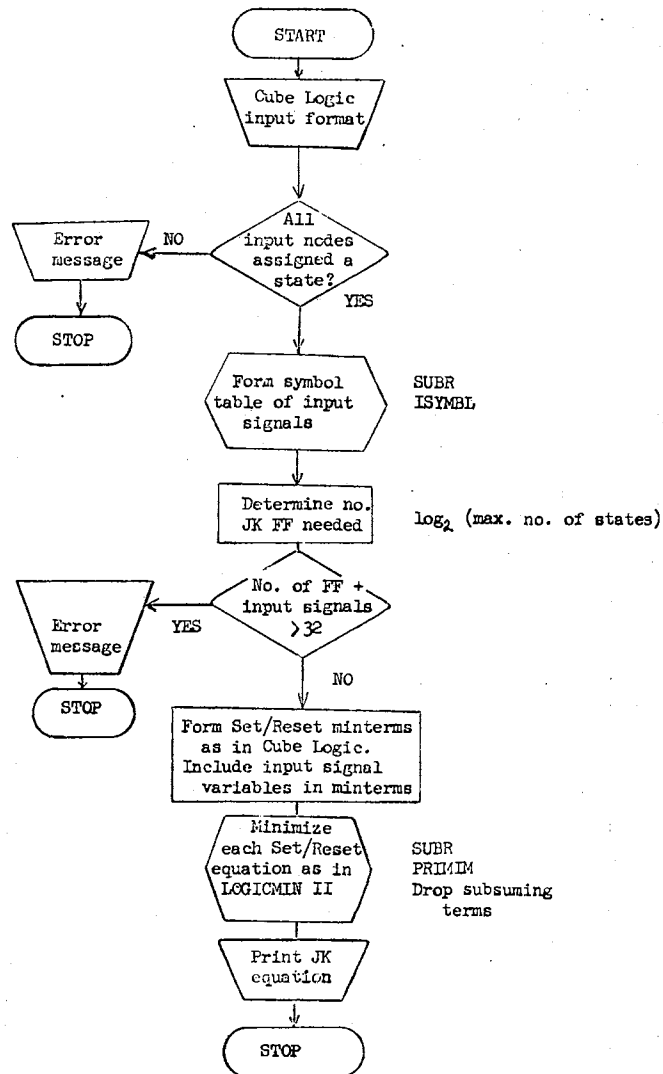 START
Cube Logic
input format
All
input nodes
assigned a
state?
NO
Error
message
YES
STOP
Form symbol
table of input
signals
SUBR
ISYMBL
Determine no.
JK FF needed
log₂ (max. no. of states)
No. of FF +
input signals
>32
YES
Error
message
NO
STOP
Form Set/Reset minterms
as in Cube Logic.
Include input signal
variables in minterms
Minimize
each Set/Reset
equation as in
LOGICMIN II
SUBR
PRIMIM
Drop subsuming
terms
Print JK
equation
STOP